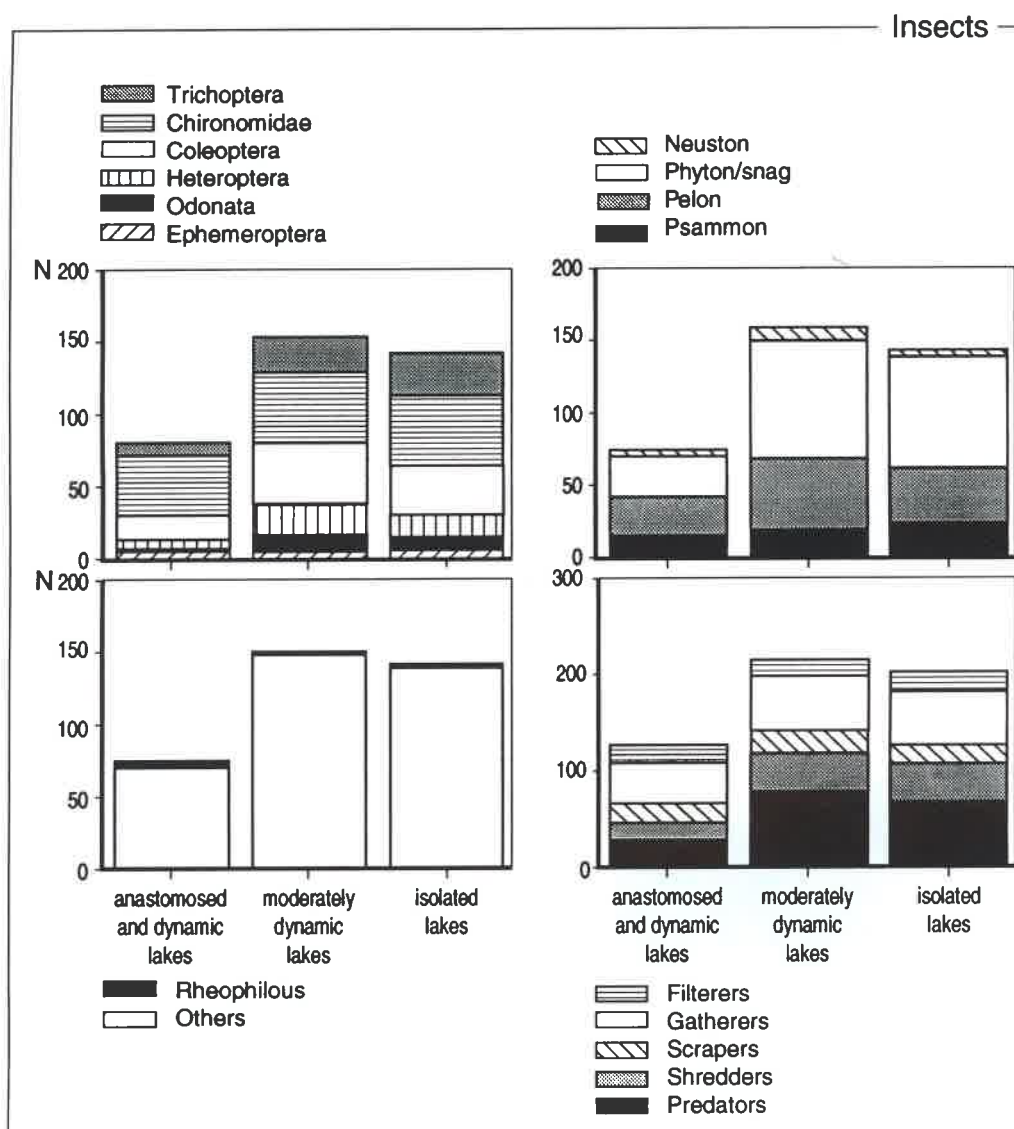 Insects
Trichoptera
Chironomidae
Coleoptera
Heteroptera
Odonata
Ephemeroptera
Neuston
Phyton/snag
Pelon
Psammon
N 200
150
100
50
0
200
150
100
50
0
N 200
150
100
50
0
anastomosed and dynamic lakes
moderately dynamic lakes
isolated lakes
300
200
100
0
anastomosed and dynamic lakes
moderately dynamic lakes
isolated lakes
Rheophilous
Others
Filterers
Gatherers
Scrapers
Shredders
Predators